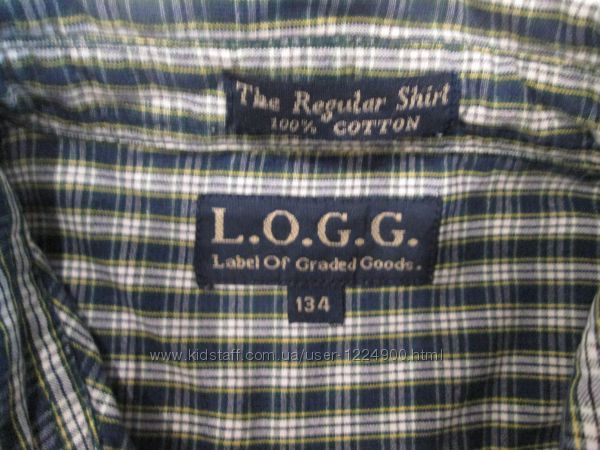 The Regular Shirt
100% COTTON
L.O.G.G.
Label Of Graded Goods.
134
www.kidstaff.com.ua/user-1224900.html